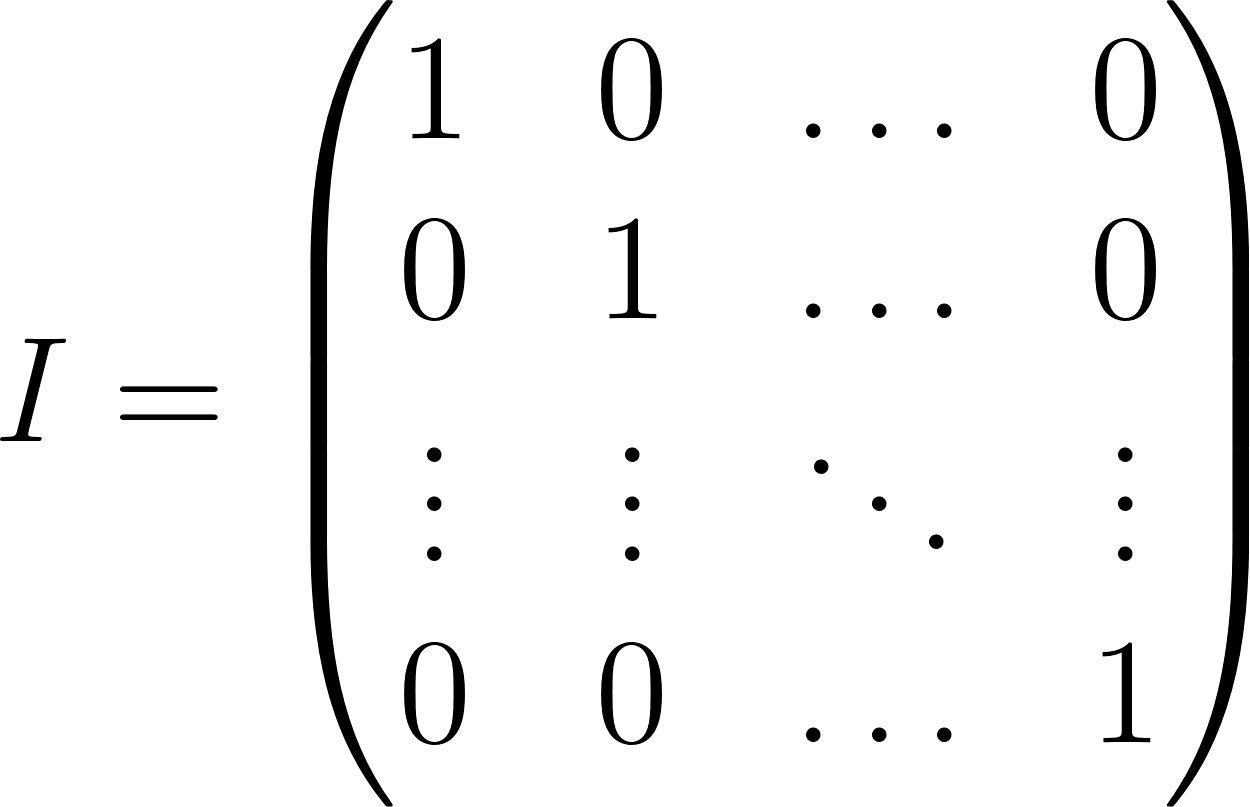 1 0 … 0
0 1 … 0
I =
⋮ ⋮ ⋱ ⋮
0 0 … 1